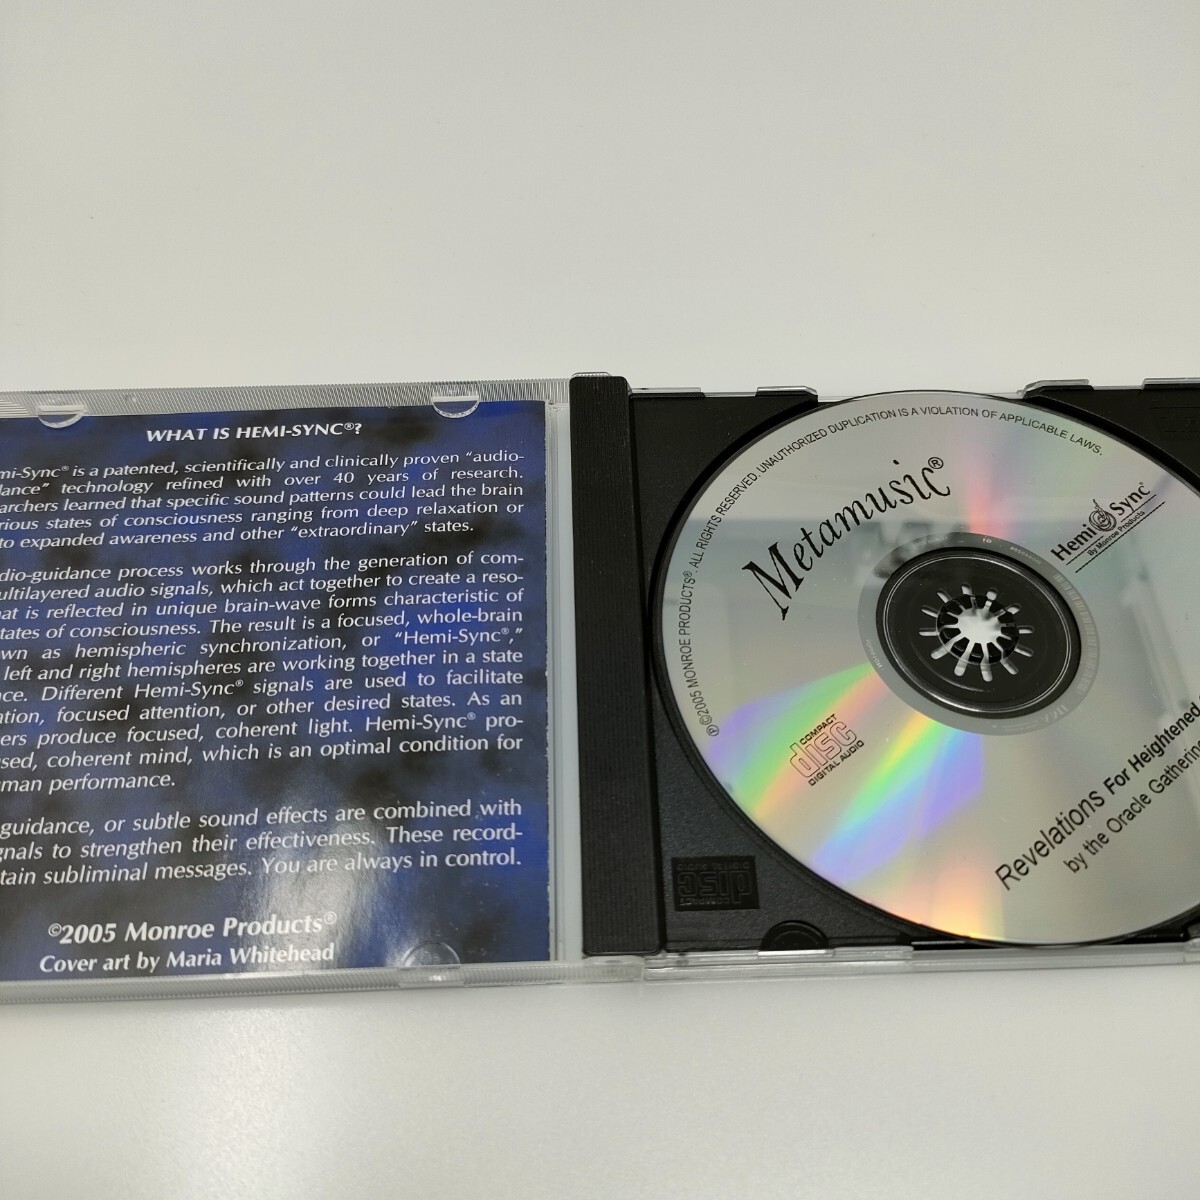 WHAT IS HEMI-SYNC®?
mi-Sync® is a patented, scientifically and clinically proven “audio-
dance” technology refined with over 40 years of research.
archers learned that specific sound patterns could lead the brain
rious states of consciousness ranging from deep relaxation or
to expanded awareness and other “extraordinary” states.
dio-guidance process works through the generation of com-
ultilayered audio signals, which act together to create a reso-
hat is reflected in unique brain-wave forms characteristic of
states of consciousness. The result is a focused, whole-brain
own as hemispheric synchronization, or “Hemi-Sync®,”
left and right hemispheres are working together in a state
nce. Different Hemi-Sync® signals are used to facilitate
ation, focused attention, or other desired states. As an
ers produce focused, coherent light. Hemi-Sync® pro-
used, coherent mind, which is an optimal condition for
uman performance.
guidance, or subtle sound effects are combined with
gnals to strengthen their effectiveness. These record-
tain subliminal messages. You are always in control.
©2005 Monroe Products®
Cover art by Maria Whitehead
℗©2005 MONROE PRODUCTS®. ALL RIGHTS RESERVED. UNAUTHORIZED DUPLICATION IS A VIOLATION OF APPLICABLE LAWS.
Metamusic®
Hemi Sync®
By Monroe Products
COMPACT
disc
DIGITAL AUDIO
Revelations For Heightened
by the Oracle Gathering
COMPACT
disc
DIGITAL AUDIO